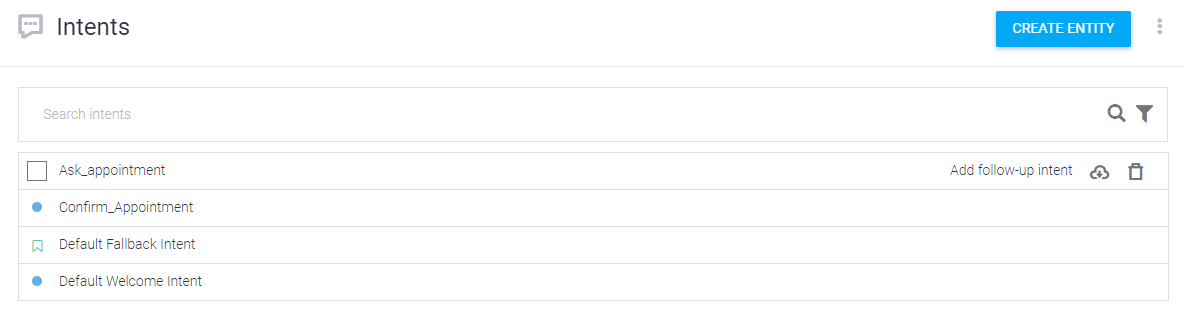 Intents
CREATE ENTITY
Search intents
Ask_appointment
Add follow-up intent
Confirm_Appointment
Default Fallback Intent
Default Welcome Intent